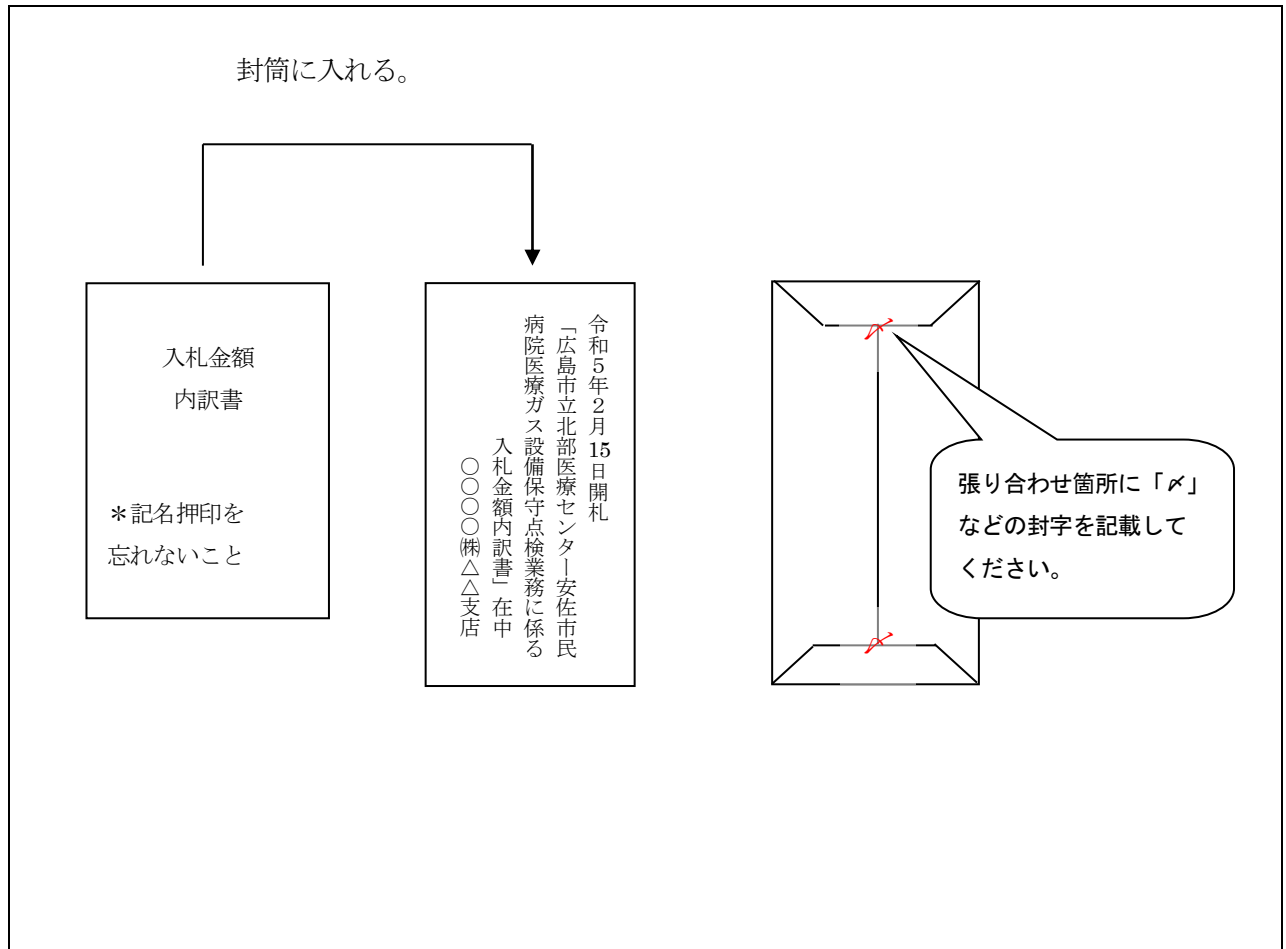 封筒に入れる。
入札金額
内訳書
＊記名押印を
忘れないこと
令和５年２月15日開札
「広島市立北部医療センター安佐市民
病院医療ガス設備保守点検業務に係る
入札金額内訳書」在中
○○○○㈱△△支店
〆
〆
張り合わせ箇所に「〆」
などの封字を記載して
ください。